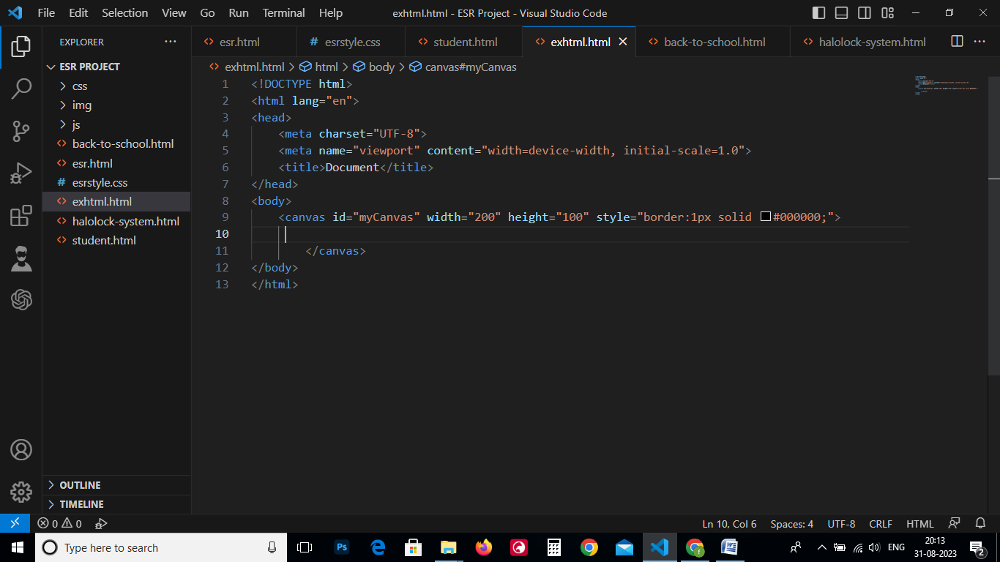 File Edit Selection View Go Run Terminal Help exhtml.html - ESR Project - Visual Studio Code
EXPLORER
esr.html # esrstyle.css student.html exhtml.html back-to-school.html halolock-system.html
ESR PROJECT
css
img
js
back-to-school.html
esr.html
# esrstyle.css
exhtml.html
halolock-system.html
student.html
OUTLINE
TIMELINE
exhtml.html > html > body > canvas#myCanvas
1 <!DOCTYPE html>
2 <html lang="en">
3 <head>
4 <meta charset="UTF-8">
5 <meta name="viewport" content="width=device-width, initial-scale=1.0">
6 <title>Document</title>
7 </head>
8 <body>
9 <canvas id="myCanvas" width="200" height="100" style="border:1px solid #000000;">
10
11 </canvas>
12 </body>
13 </html>
0 0 Ln 10, Col 6 Spaces: 4 UTF-8 CRLF HTML
Type here to search Ps f W ENG 20:13
31-08-2023 2